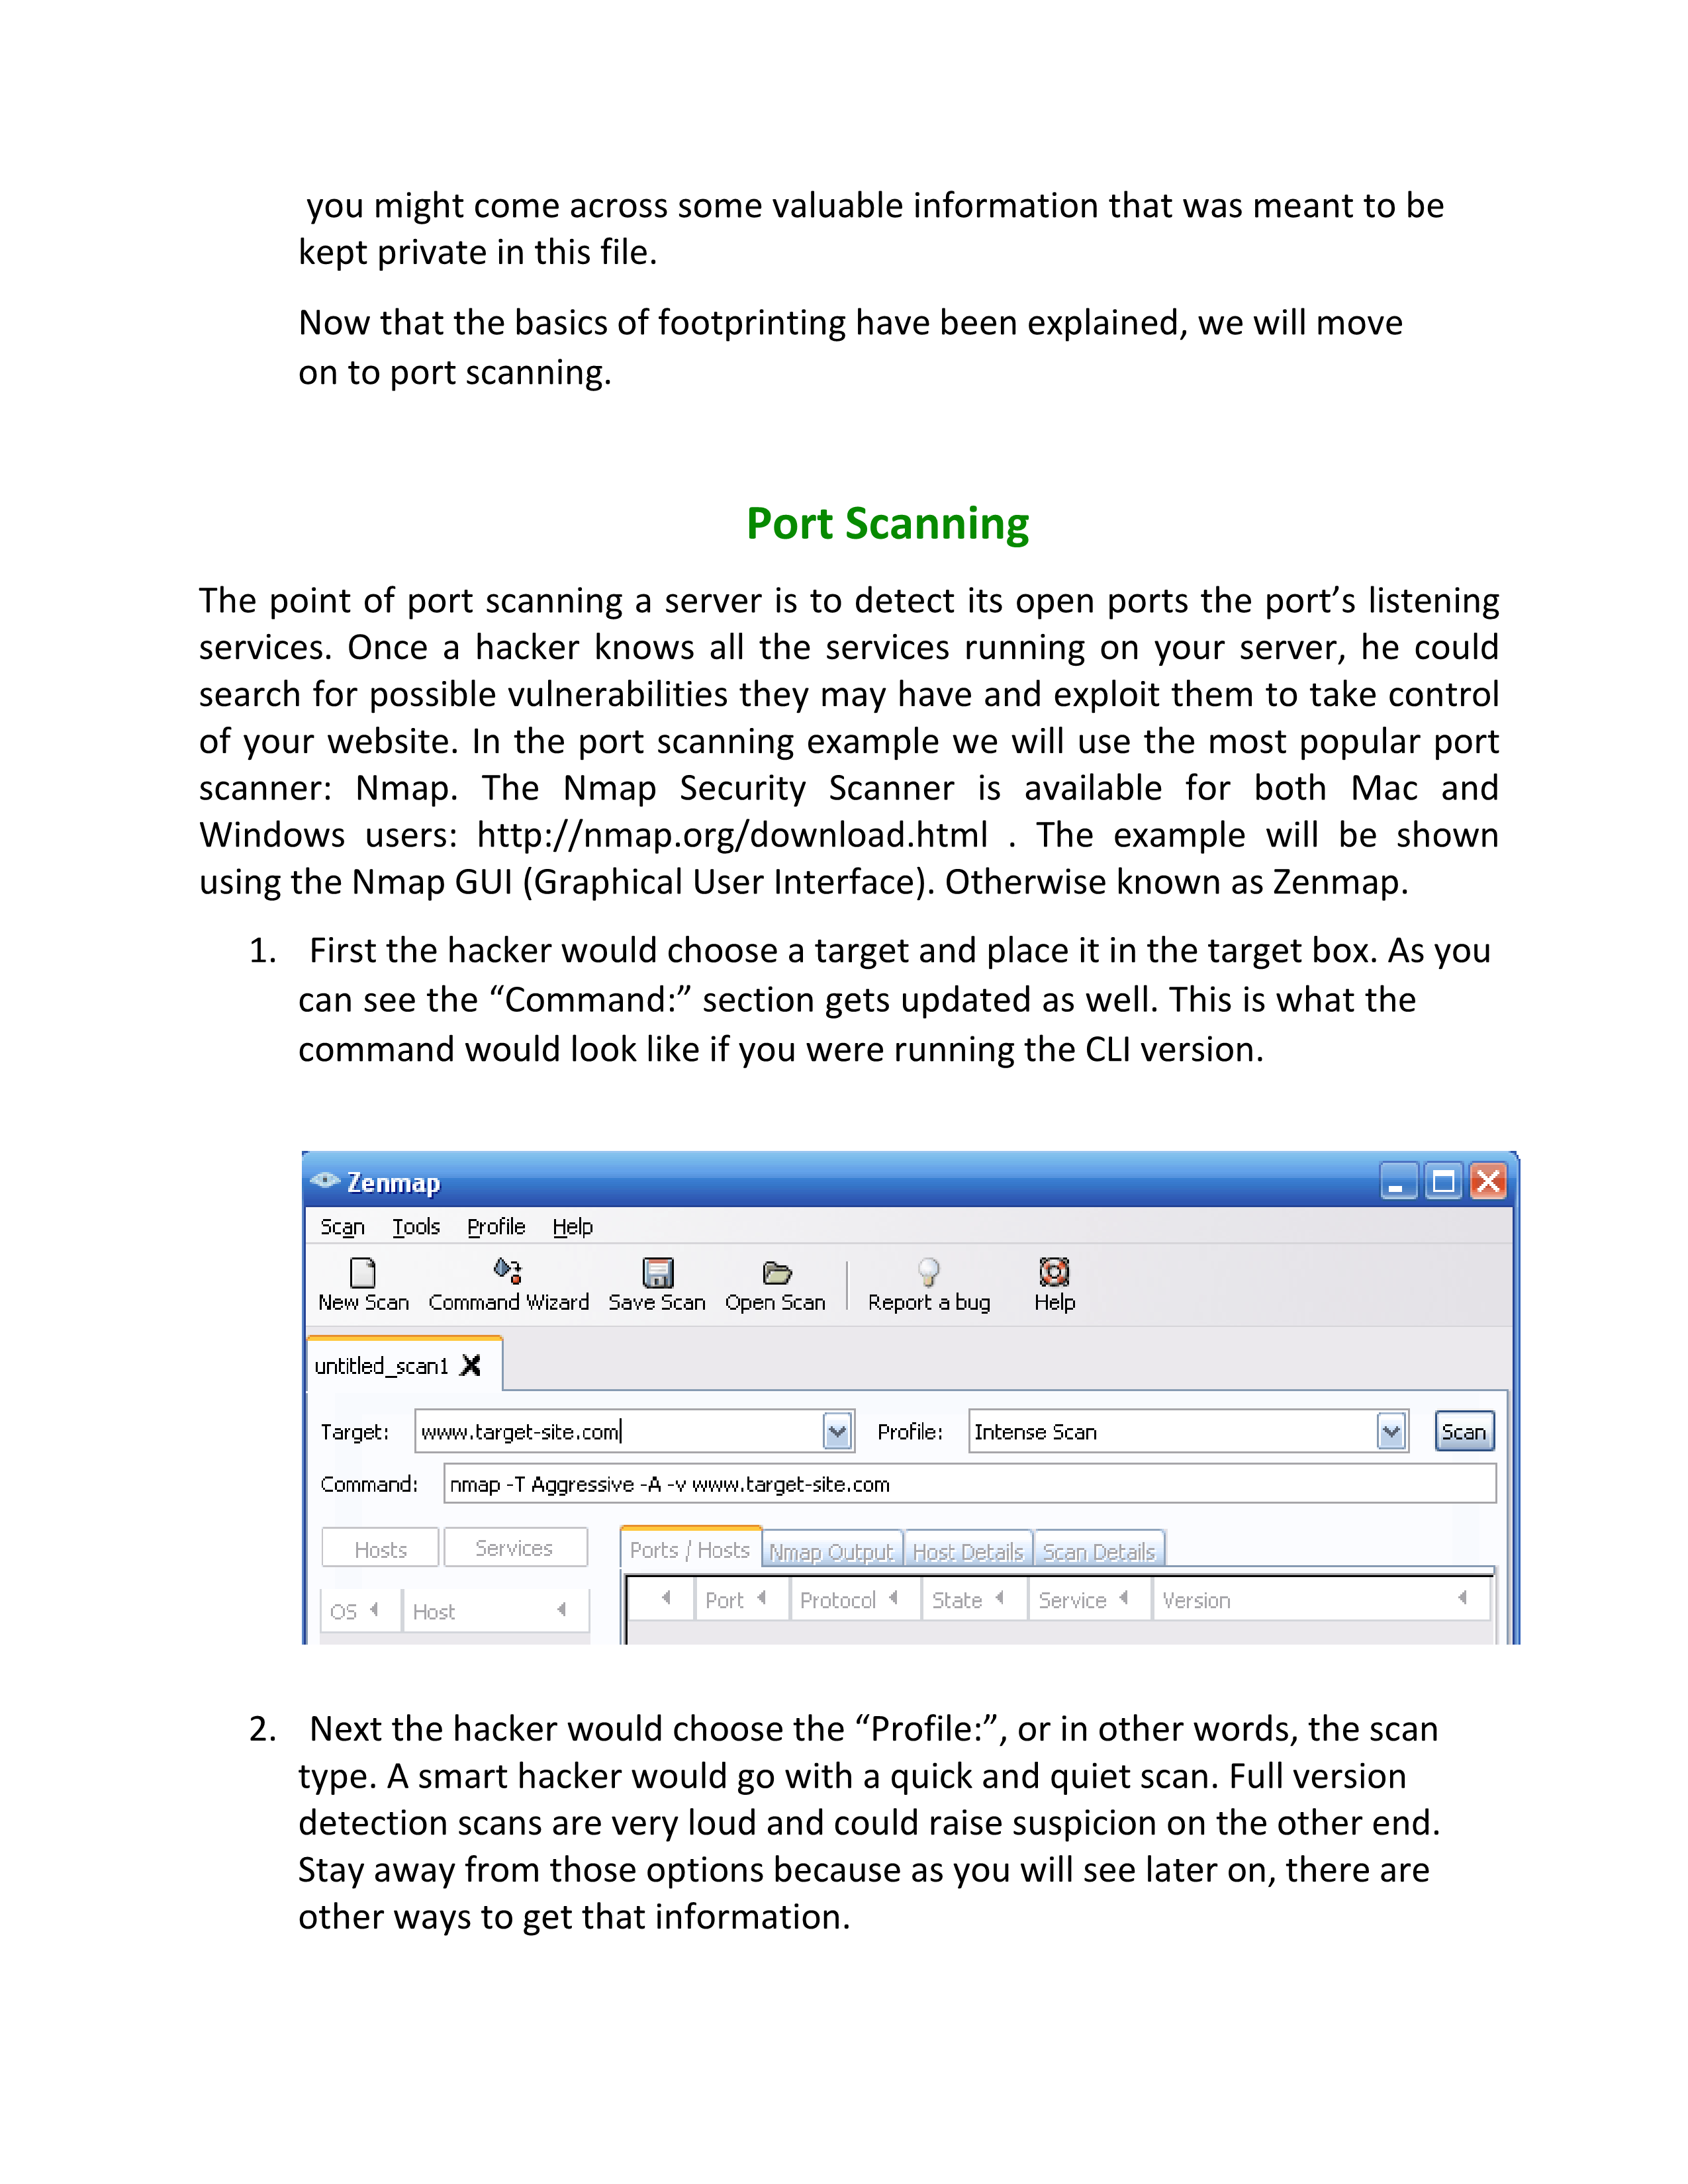 you might come across some valuable information that was meant to be
kept private in this file.
Now that the basics of footprinting have been explained, we will move
on to port scanning.
Port Scanning
The point of port scanning a server is to detect its open ports the port’s listening
services. Once a hacker knows all the services running on your server, he could
search for possible vulnerabilities they may have and exploit them to take control
of your website. In the port scanning example we will use the most popular port
scanner: Nmap. The Nmap Security Scanner is available for both Mac and
Windows users: http://nmap.org/download.html . The example will be shown
using the Nmap GUI (Graphical User Interface). Otherwise known as Zenmap.
1. First the hacker would choose a target and place it in the target box. As you
can see the “Command:” section gets updated as well. This is what the
command would look like if you were running the CLI version.
Zenmap
Scan Tools Profile Help
New Scan Command Wizard Save Scan Open Scan Report a bug Help
untitled_scan1
Target: www.target-site.com Profile: Intense Scan Scan
Command: nmap -T Aggressive -A -v www.target-site.com
Hosts Services Ports / Hosts Nmap Output Host Details Scan Details
OS Host Port Protocol State Service Version
2. Next the hacker would choose the “Profile:”, or in other words, the scan
type. A smart hacker would go with a quick and quiet scan. Full version
detection scans are very loud and could raise suspicion on the other end.
Stay away from those options because as you will see later on, there are
other ways to get that information.